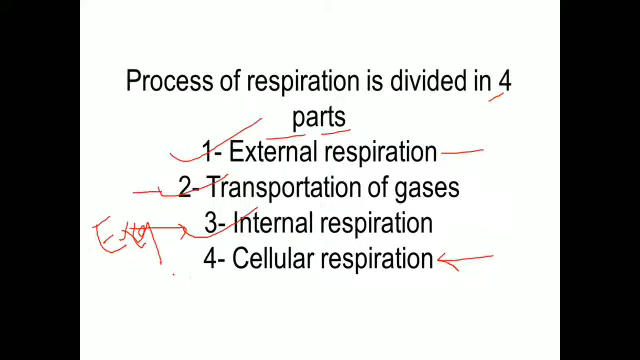 Process of respiration is divided in 4
parts
1- External respiration
2- Transportation of gases
3- Internal respiration
4- Cellular respiration